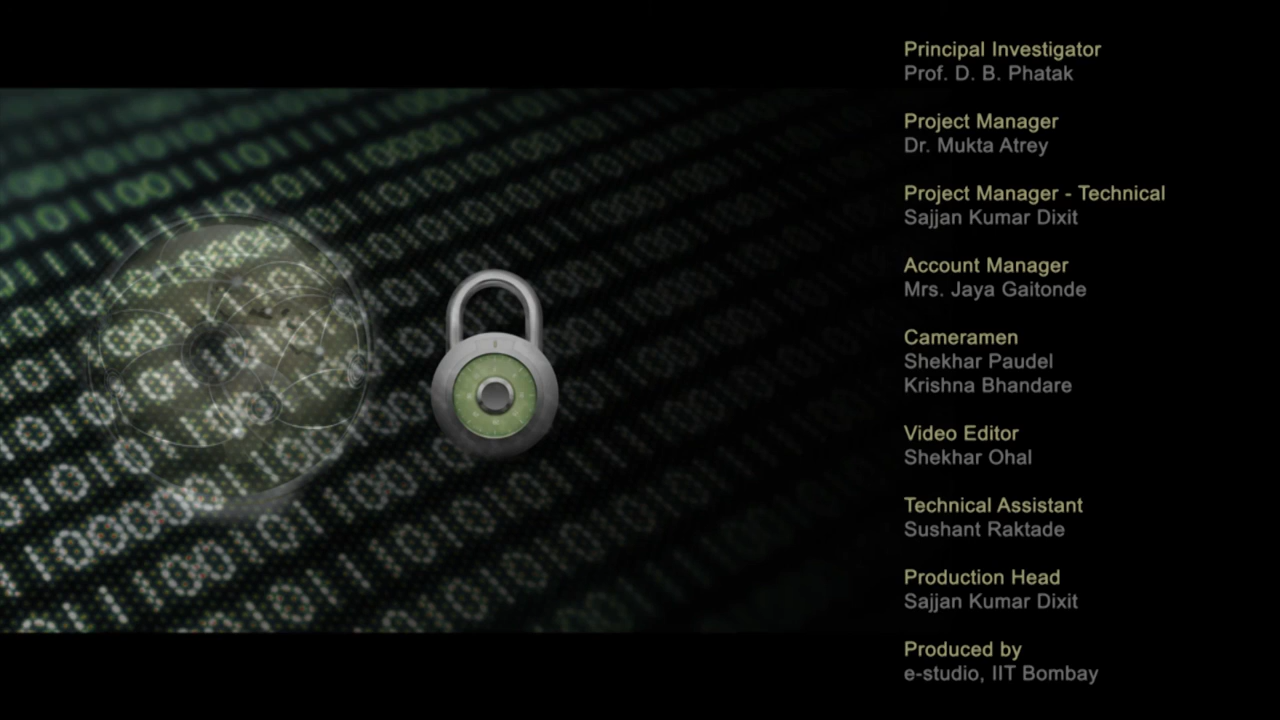 Principal Investigator
Prof. D. B. Phatak
Project Manager
Dr. Mukta Atrey
Project Manager - Technical
Sajjan Kumar Dixit
Account Manager
Mrs. Jaya Gaitonde
Cameramen
Shekhar Paudel
Krishna Bhandare
Video Editor
Shekhar Ohal
Technical Assistant
Sushant Raktade
Production Head
Sajjan Kumar Dixit
Produced by
e-studio, IIT Bombay